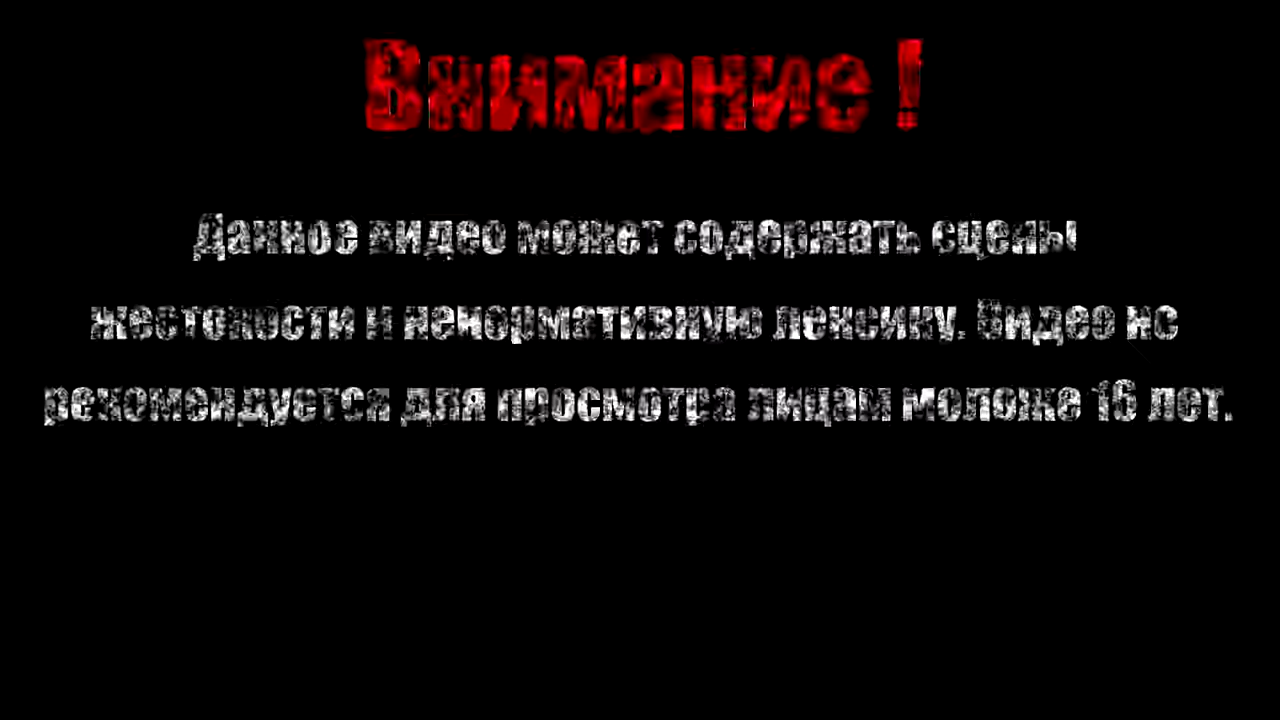 Внимание !
Данное видео может содержать сцены
жестокости и ненормативную лексику. Видео не
рекомендуется для просмотра лицам моложе 16 лет.